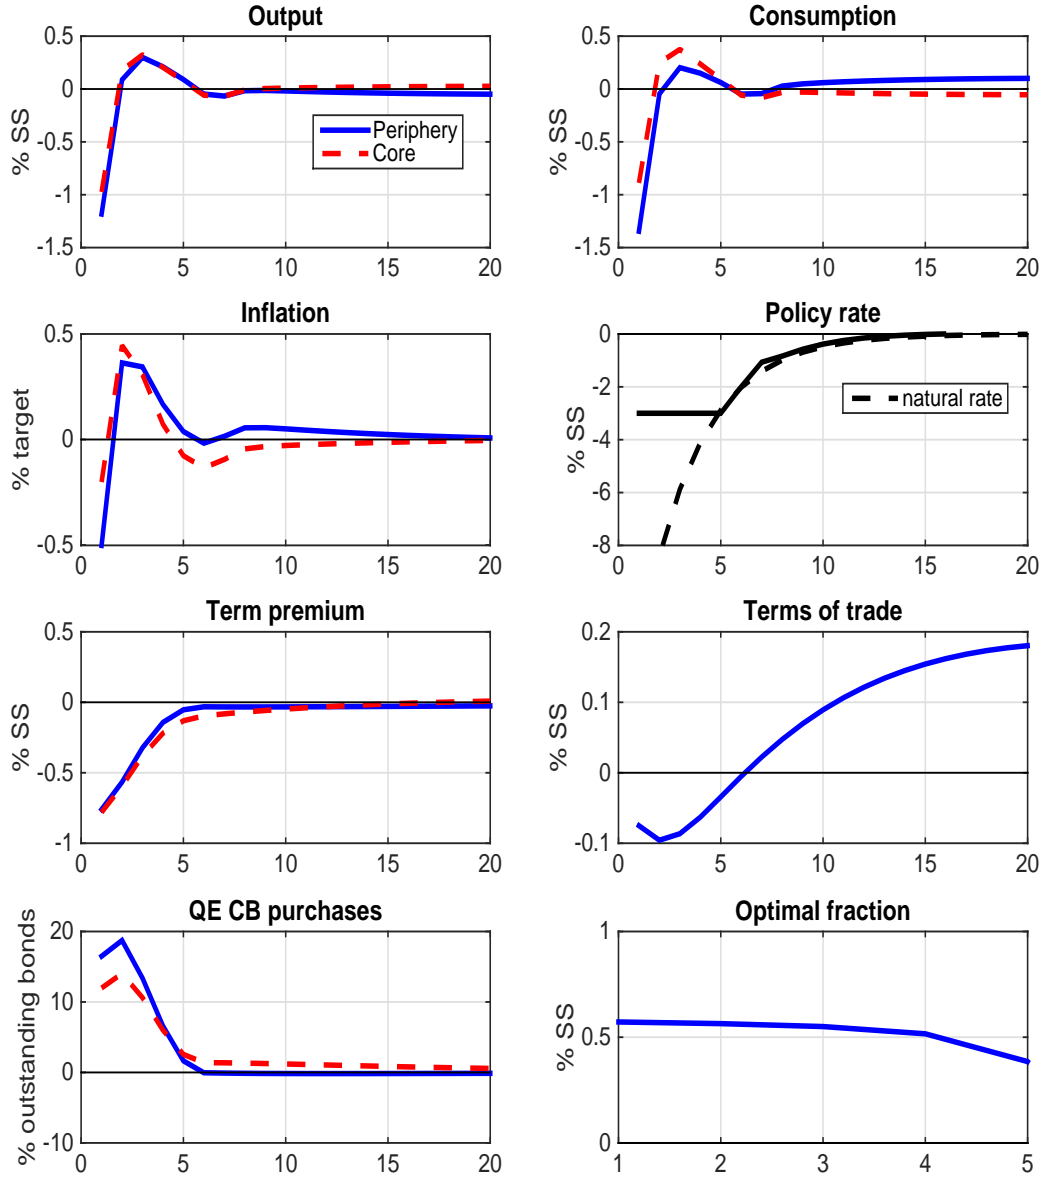 Output
0.5
0
-0.5
-1
-1.5
% SS
Periphery
Core
0 5 10 15 20
Consumption
0.5
0
-0.5
-1
-1.5
% SS
0 5 10 15 20
Inflation
0.5
0
-0.5
% target
0 5 10 15 20
Policy rate
0
-2
-4
-6
-8
% SS
natural rate
0 5 10 15 20
Term premium
0.5
0
-0.5
-1
% SS
0 5 10 15 20
Terms of trade
0.2
0.1
0
-0.1
% SS
0 2 3 4 5
0 5 10 15 20
QE CB purchases
20
10
0
-10
% outstanding bonds
0 5 10 15 20
Optimal fraction
1
0.5
0
% SS
1 2 3 4 5